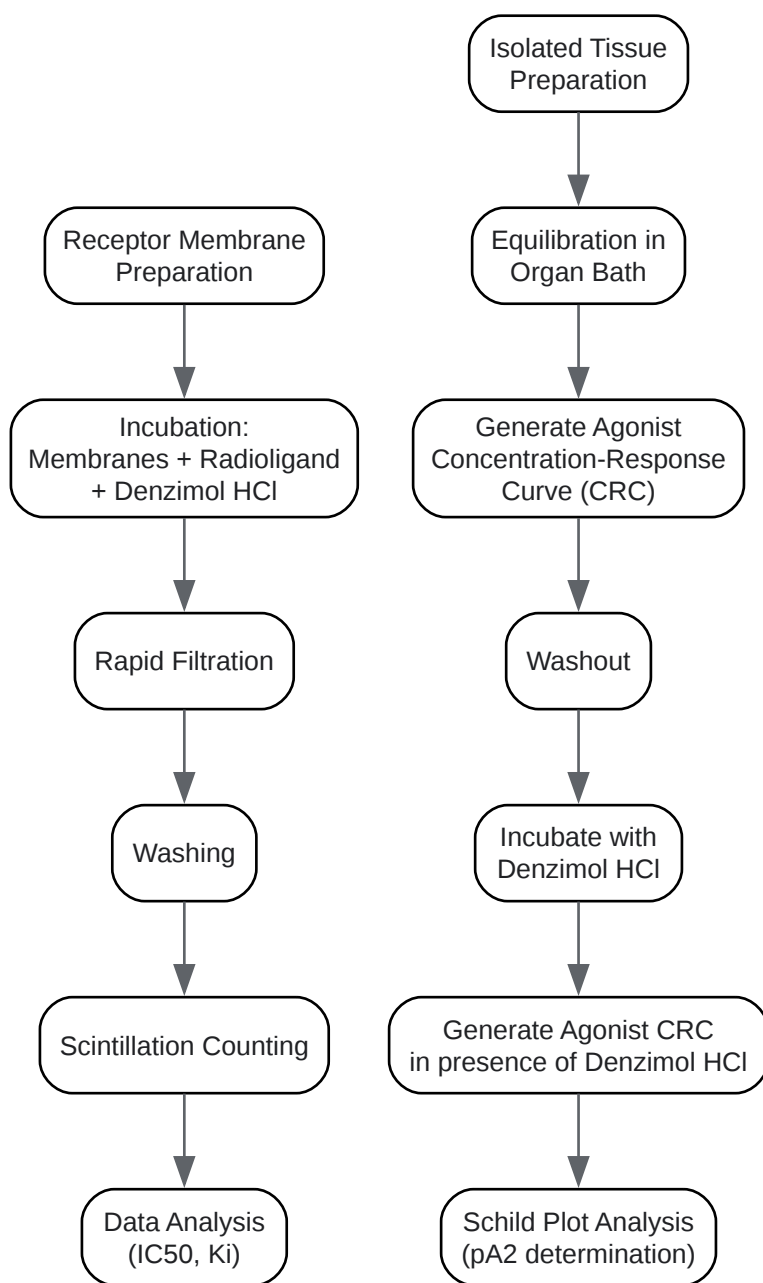 Isolated Tissue
Preparation
Receptor Membrane
Preparation
Equilibration in
Organ Bath
Incubation:
Membranes + Radioligand
+ Denzimol HCl
Generate Agonist
Concentration-Response
Curve (CRC)
Rapid Filtration
Washout
Washing
Incubate with
Denzimol HCl
Scintillation Counting
Generate Agonist CRC
in presence of Denzimol HCl
Data Analysis
(IC50, Ki)
Schild Plot Analysis
(pA2 determination)